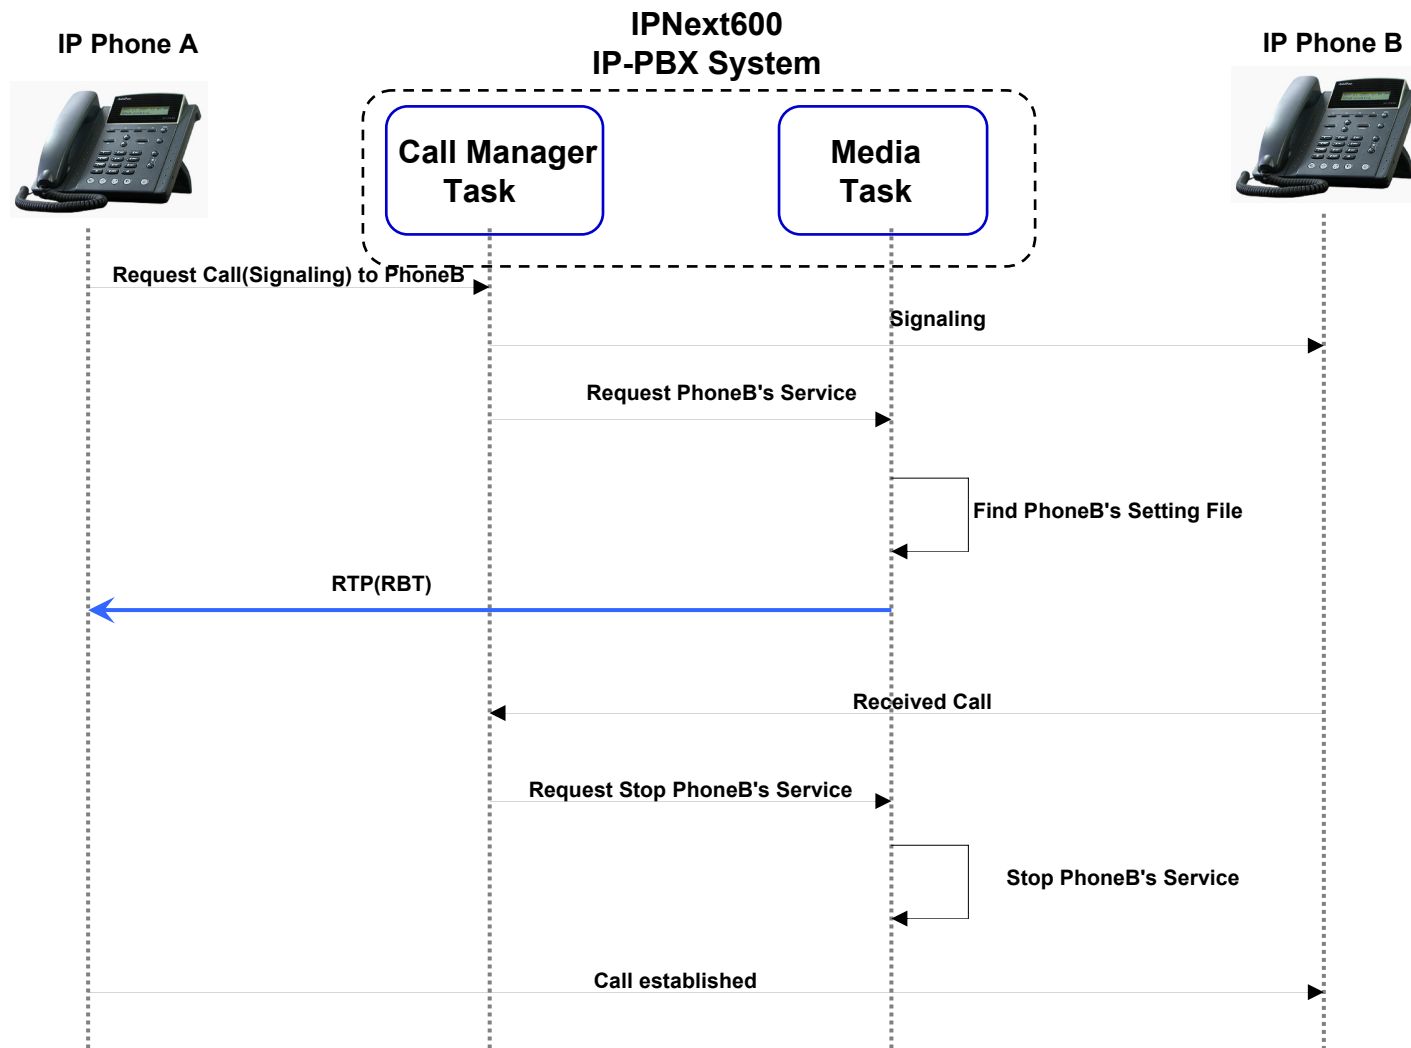 IPNext600
IP-PBX System
IP Phone A
IP Phone B
Call Manager
Task
Media
Task
Request Call(Signaling) to PhoneB
Signaling
Request PhoneB's Service
Find PhoneB's Setting File
RTP(RBT)
Received Call
Request Stop PhoneB's Service
Stop PhoneB's Service
Call established